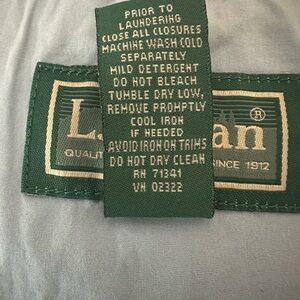 PRIOR TO
LAUNDERING
CLOSE ALL CLOSURES
MACHINE WASH COLD
SEPARATELY
MILD DETERGENT
DO NOT BLEACH
TUMBLE DRY LOW,
REMOVE PROMPTLY
COOL IRON
IF NEEDED
AVOID IRON ON TRIMS
DO NOT DRY CLEAN
RN 71341
VN 02322
L an ®
SINCE 1912